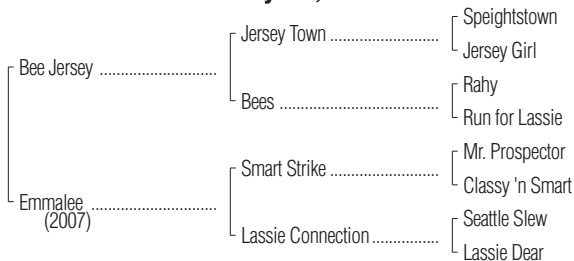 Speightstown
Jersey Town
Jersey Girl
Bee Jersey
Rahy
Bees
Run for Lassie
Mr. Prospector
Smart Strike
Classy 'n Smart
Emmalee
(2007)
Seattle Slew
Lassie Connection
Lassie Dear